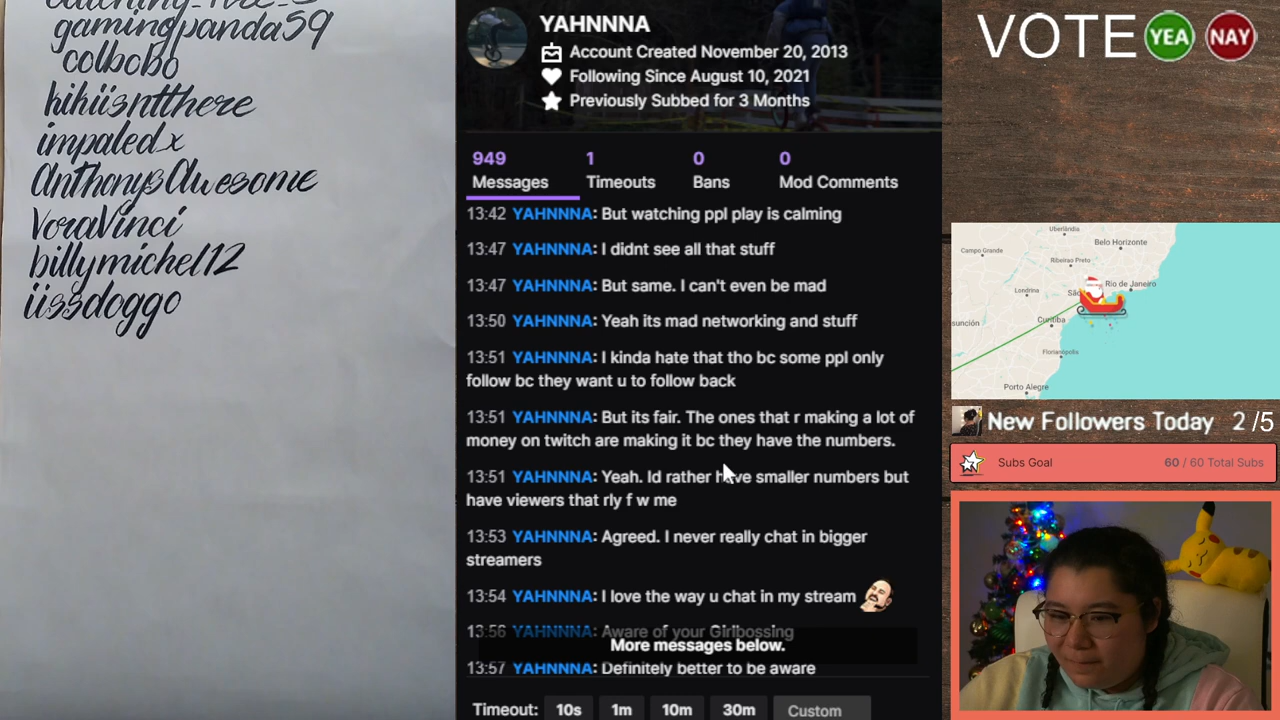 gamingpanda59
colbobo
kihiisntthere
impaled_x
AnthonysAwesome
VoraVinci
billymichel12
iissdoggo
YAHNNNA
Account Created November 20, 2013
Following Since August 10, 2021
Previously Subbed for 3 Months
949 1 0 0
Messages Timeouts Bans Mod Comments
13:42 YAHNNNA: But watching ppl play is calming
13:47 YAHNNNA: I didnt see all that stuff
13:47 YAHNNNA: But same. I can't even be mad
13:50 YAHNNNA: Yeah its mad networking and stuff
13:51 YAHNNNA: I kinda hate that tho bc some ppl only
follow bc they want u to follow back
13:51 YAHNNNA: But its fair. The ones that r making a lot of
money on twitch are making it bc they have the numbers.
13:51 YAHNNNA: Yeah. Id rather have smaller numbers but
have viewers that rly f w me
13:53 YAHNNNA: Agreed. I never really chat in bigger
streamers
13:54 YAHNNNA: I love the way u chat in my stream
13:56 YAHNNNA: Aware of your Girlbossing
More messages below.
13:57 YAHNNNA: Definitely better to be aware
Timeout: 10s 1m 10m 30m Custom
VOTE YEA NAY
Uberlândia
Campo Grande
Belo Horizonte
Ribeirao Preto
Londrina
Rio de Janeiro
São
Curitiba
sunción
Florianópolis
Porto Alegre
New Followers Today 2 /5
Subs Goal 60 / 60 Total Subs